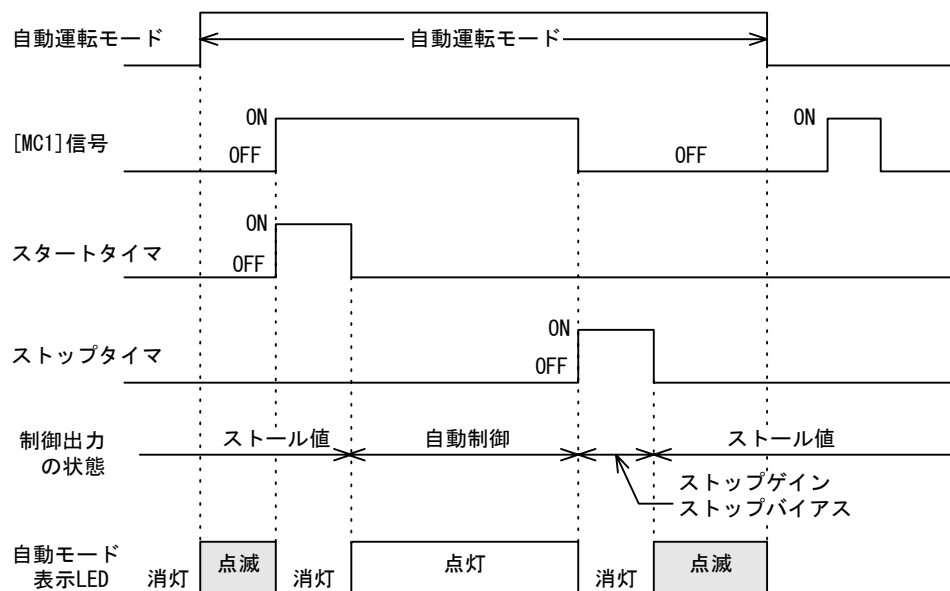 自動運転モード
自動運転モード
[MC1]信号
ON
OFF
OFF
ON
スタートタイマ
ON
OFF
ストップタイマ
ON
OFF
制御出力
の状態
ストール値
自動制御
ストール値
ストップゲイン
ストップバイアス
自動モード
表示LED
消灯
点滅
消灯
点灯
消灯
点滅